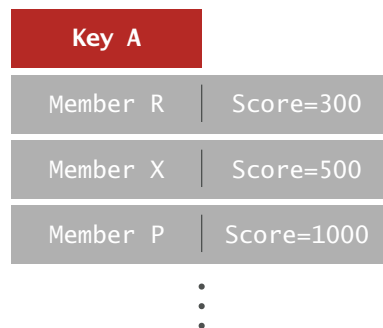 Key A
Member R Score=300
Member X Score=500
Member P Score=1000